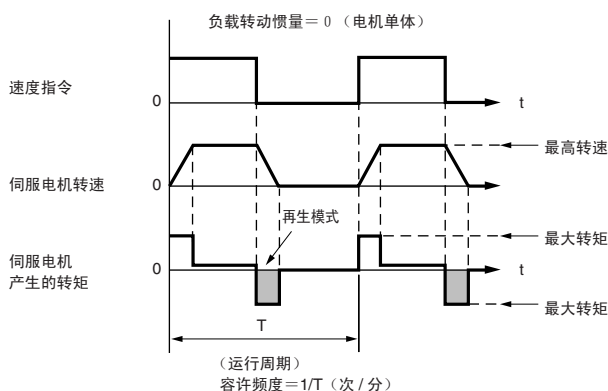 负载转动惯量= 0 （电机单体）
速度指令
0
t
最高转速
伺服电机转速
0
再生模式
最大转矩
伺服电机
产生的转矩
0
t
最大转矩
T
（运行周期）
容许频度=1/T（次 / 分）